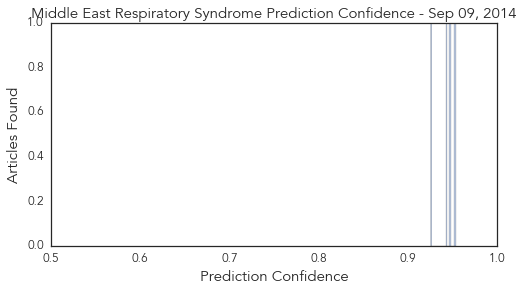 Middle East Respiratory Syndrome Prediction Confidence - Sep 09, 2014
1.0
0.8
0.6
0.4
0.2
0.0
Articles Found
0.5 0.6 0.7 0.8 0.9 1.0
Prediction Confidence